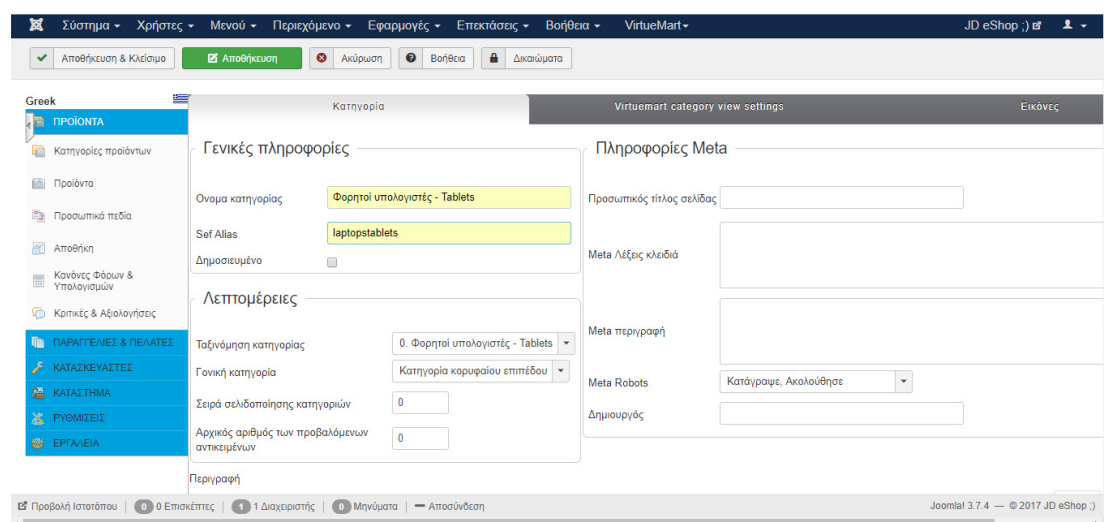 Σύστημα Χρήστες Μενού Περιεχόμενο Εφαρμογές Επεκτάσεις Βοήθεια VirtueMart JD eShop ;)
Αποθήκευση & Κλείσιμο Αποθήκευση Ακύρωση Βοήθεια Δικαιώματα
Greek
ΠΡΟΪΟΝΤΑ
Κατηγορίες προϊόντων
Προϊόντα
Προσωπικά πεδία
Αποθήκη
Κανόνες Φόρων &
Υπολογισμών
Κριτικές & Αξιολογήσεις
ΠΑΡΑΓΓΕΛΙΕΣ & ΠΕΛΑΤΕΣ
ΚΑΤΑΣΚΕΥΑΣΤΕΣ
ΚΑΤΑΣΤΗΜΑ
ΡΥΘΜΙΣΕΙΣ
ΕΡΓΑΛΕΙΑ
Κατηγορία Virtuemart category view settings Εικόνες
Γενικές πληροφορίες
Ονομα κατηγορίας Φορητοί υπολογιστές - Tablets
Sef Alias laptopstablets
Δημοσιευμένο
Λεπτομέρειες
Ταξινόμηση κατηγορίας 0. Φορητοί υπολογιστές - Tablets
Γονική κατηγορία Κατηγορία κορυφαίου επιπέδου
Σειρά σελιδοποίησης κατηγοριών 0
Αρχικός αριθμός των προβαλόμενων
αντικειμένων 0
Περιγραφή
Πληροφορίες Meta
Προσωπικός τίτλος σελίδας
Meta Λέξεις κλειδιά
Meta περιγραφή
Meta Robots Κατάγραψε, Ακολούθησε
Δημιουργός
Προβολή Ιστοτόπου 0 0 Επισκέπτες 1 1 Διαχειριστής 0 Μηνύματα Αποσύνδεση Joomla! 3.7.4 — © 2017 JD eShop ;)